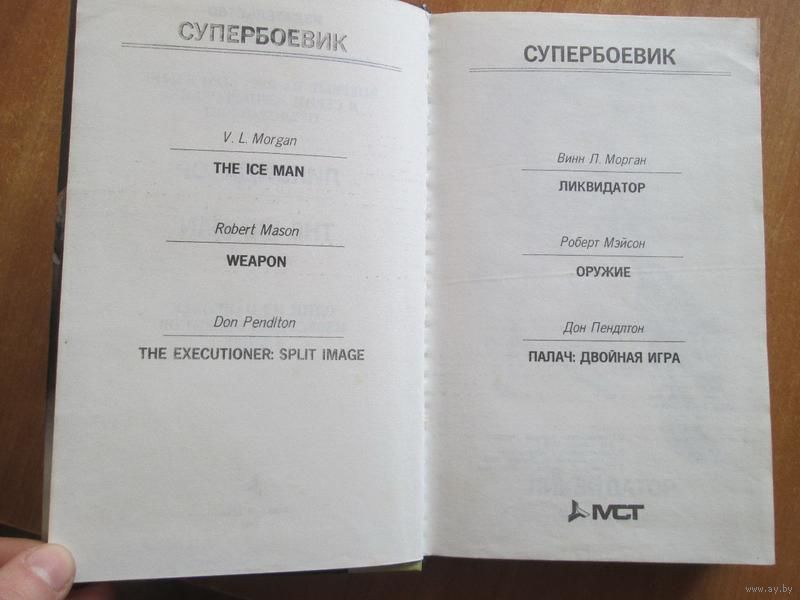 СУПЕРБОЕВИК
V. L. Morgan
THE ICE MAN
Robert Mason
WEAPON
Don Pendlton
THE EXECUTIONER: SPLIT IMAGE
СУПЕРБОЕВИК
Винн Л. Морган
ЛИКВИДАТОР
Роберт Мэйсон
ОРУЖИЕ
Дон Пендлтон
ПАЛАЧ: ДВОЙНАЯ ИГРА
МСТ
www.ay.by